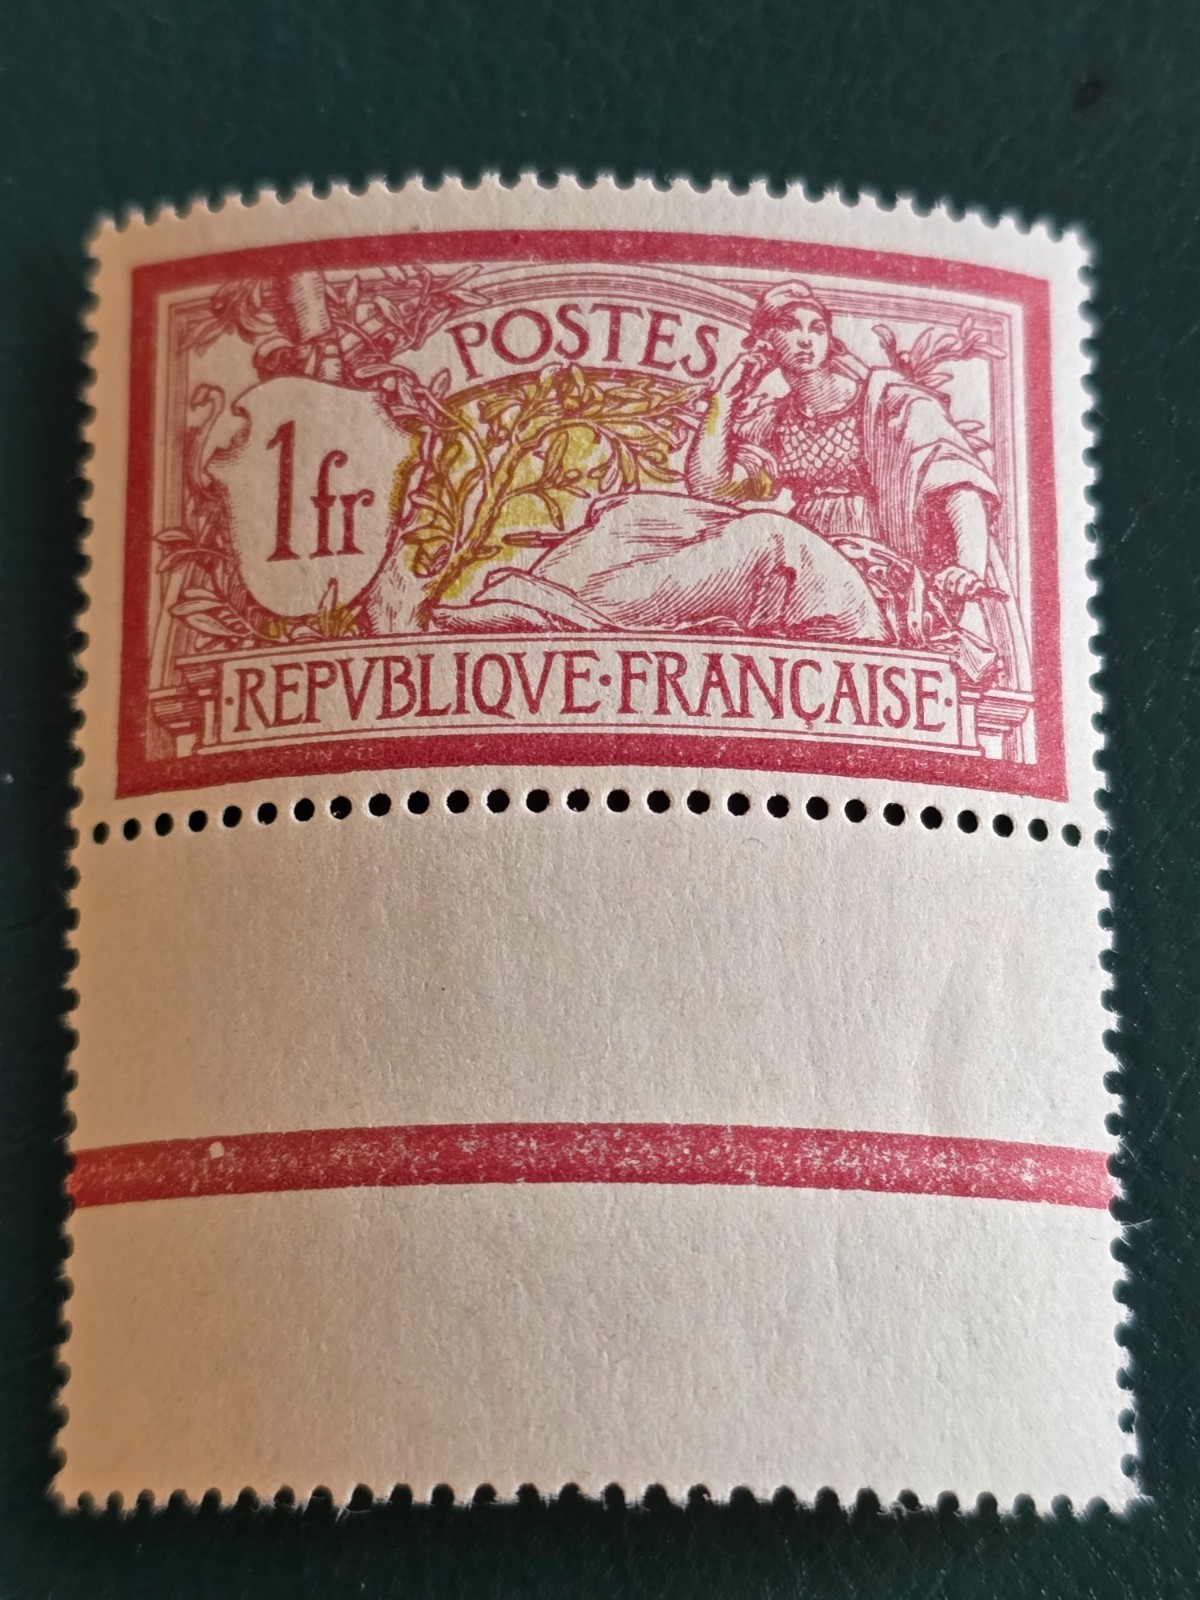 POSTES
1fr
REPVBLIQVE·FRANÇAISE·